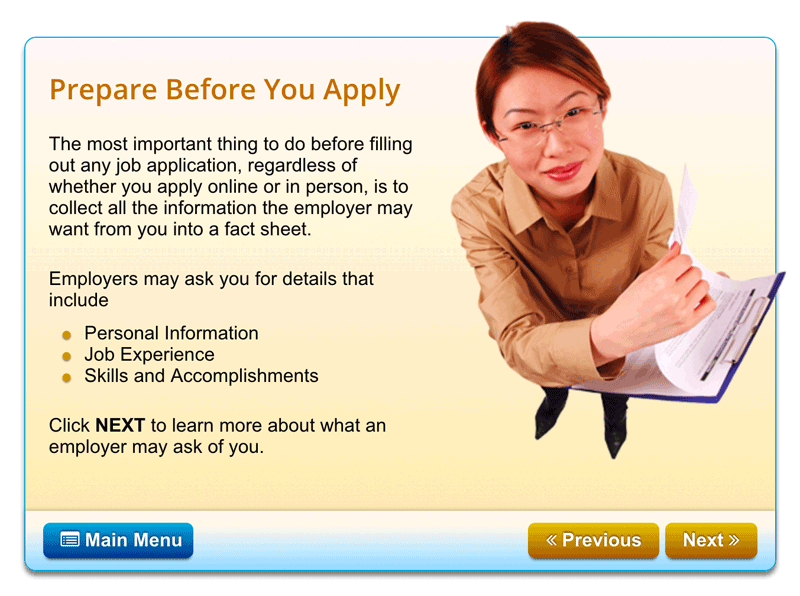 Prepare Before You Apply
The most important thing to do before filling
out any job application, regardless of
whether you apply online or in person, is to
collect all the information the employer may
want from you into a fact sheet.
Employers may ask you for details that
include
Personal Information
Job Experience
Skills and Accomplishments
Click NEXT to learn more about what an
employer may ask of you.
Main Menu
« Previous
Next »